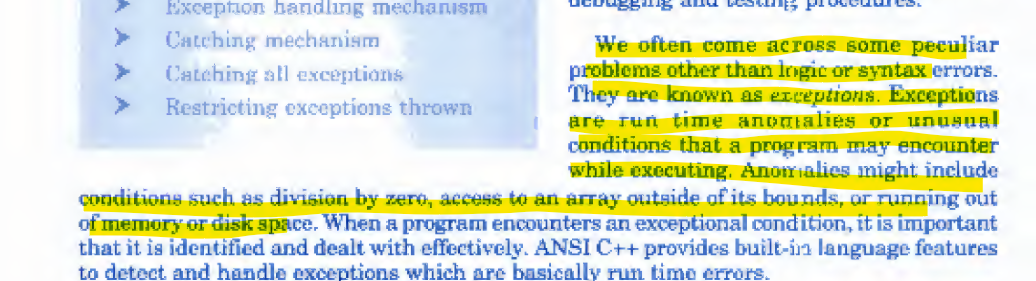 Exception handling mechanism
Catching mechanism
Catching all exceptions
Restricting exceptions thrown
debugging and testing procedures.
We often come across some peculiar
problems other than logic or syntax errors.
They are known as exceptions. Exceptions
are run time anomalies or unusual
conditions that a program may encounter
while executing. Anomalies might include
conditions such as division by zero, access to an array outside of its bounds, or running out
of memory or disk space. When a program encounters an exceptional condition, it is important
that it is identified and dealt with effectively. ANSI C++ provides built-in language features
to detect and handle exceptions which are basically run time errors.